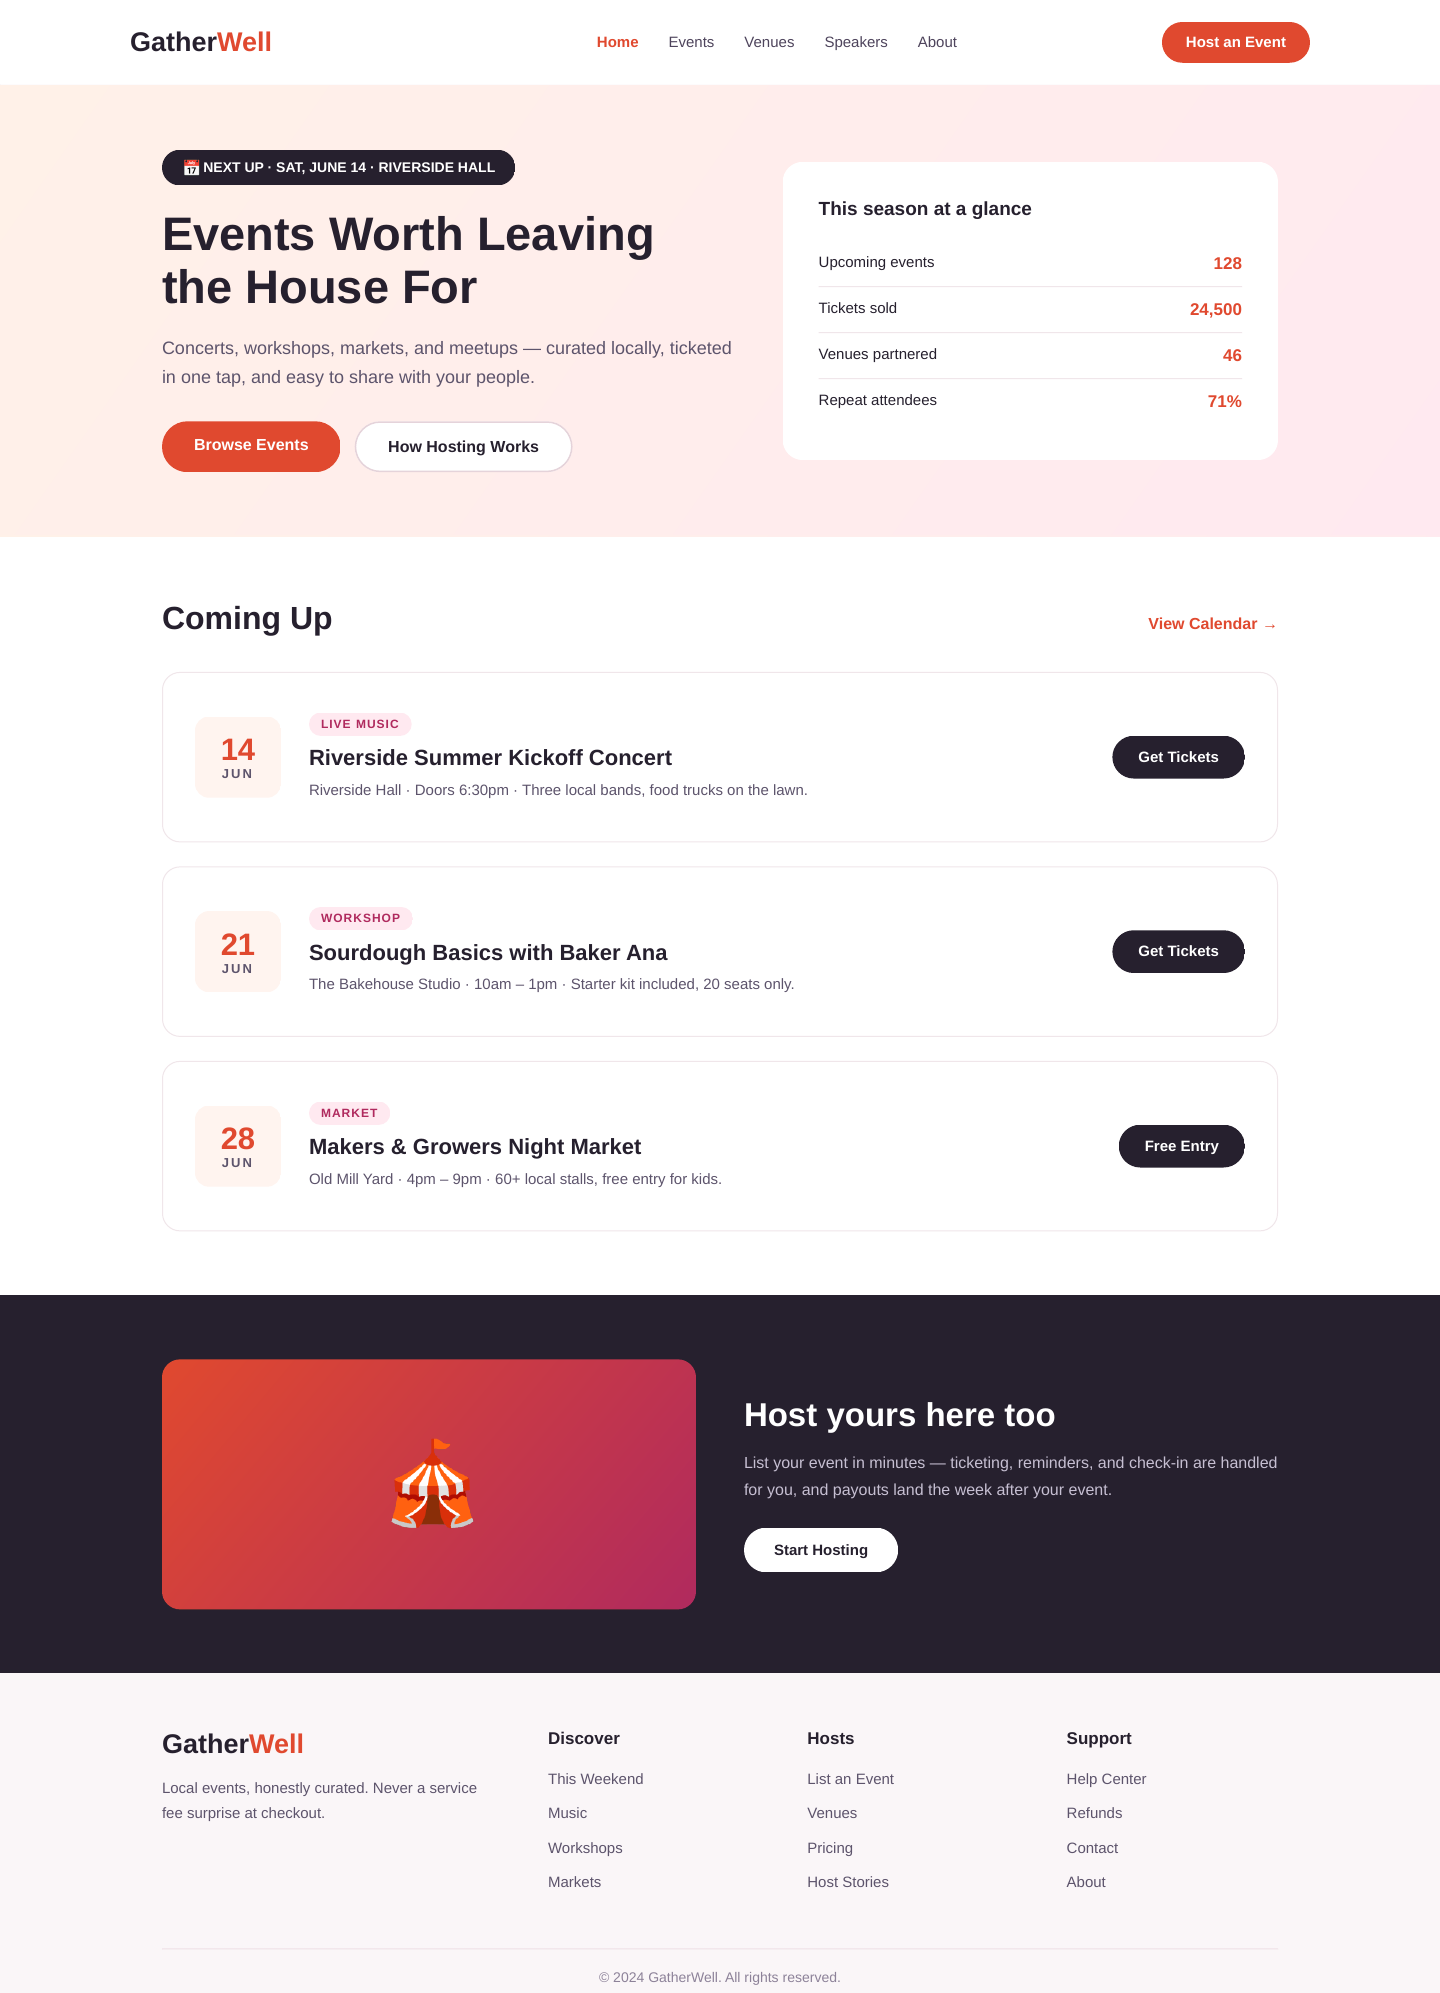 GatherWell
Home
Events
Venues
Speakers
About
Host an Event
📅 NEXT UP · SAT, JUNE 14 · RIVERSIDE HALL
Events Worth Leaving
the House For
Concerts, workshops, markets, and meetups — curated locally, ticketed
in one tap, and easy to share with your people.
Browse Events
How Hosting Works
This season at a glance
Upcoming events 128
Tickets sold 24,500
Venues partnered 46
Repeat attendees 71%
Coming Up
View Calendar →
14
JUN
LIVE MUSIC
Riverside Summer Kickoff Concert
Riverside Hall · Doors 6:30pm · Three local bands, food trucks on the lawn.
Get Tickets
21
JUN
WORKSHOP
Sourdough Basics with Baker Ana
The Bakehouse Studio · 10am – 1pm · Starter kit included, 20 seats only.
Get Tickets
28
JUN
MARKET
Makers & Growers Night Market
Old Mill Yard · 4pm – 9pm · 60+ local stalls, free entry for kids.
Free Entry
Host yours here too
List your event in minutes — ticketing, reminders, and check-in are handled
for you, and payouts land the week after your event.
Start Hosting
GatherWell
Local events, honestly curated. Never a service
fee surprise at checkout.
Discover
This Weekend
Music
Workshops
Markets
Hosts
List an Event
Venues
Pricing
Host Stories
Support
Help Center
Refunds
Contact
About
© 2024 GatherWell. All rights reserved.